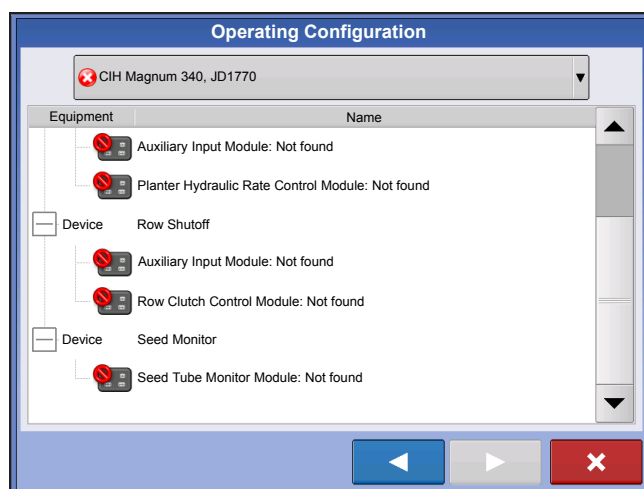 Operating Configuration
CIH Magnum 340, JD1770
Equipment Name
Auxiliary Input Module: Not found
Planter Hydraulic Rate Control Module: Not found
Device Row Shutoff
Auxiliary Input Module: Not found
Row Clutch Control Module: Not found
Device Seed Monitor
Seed Tube Monitor Module: Not found